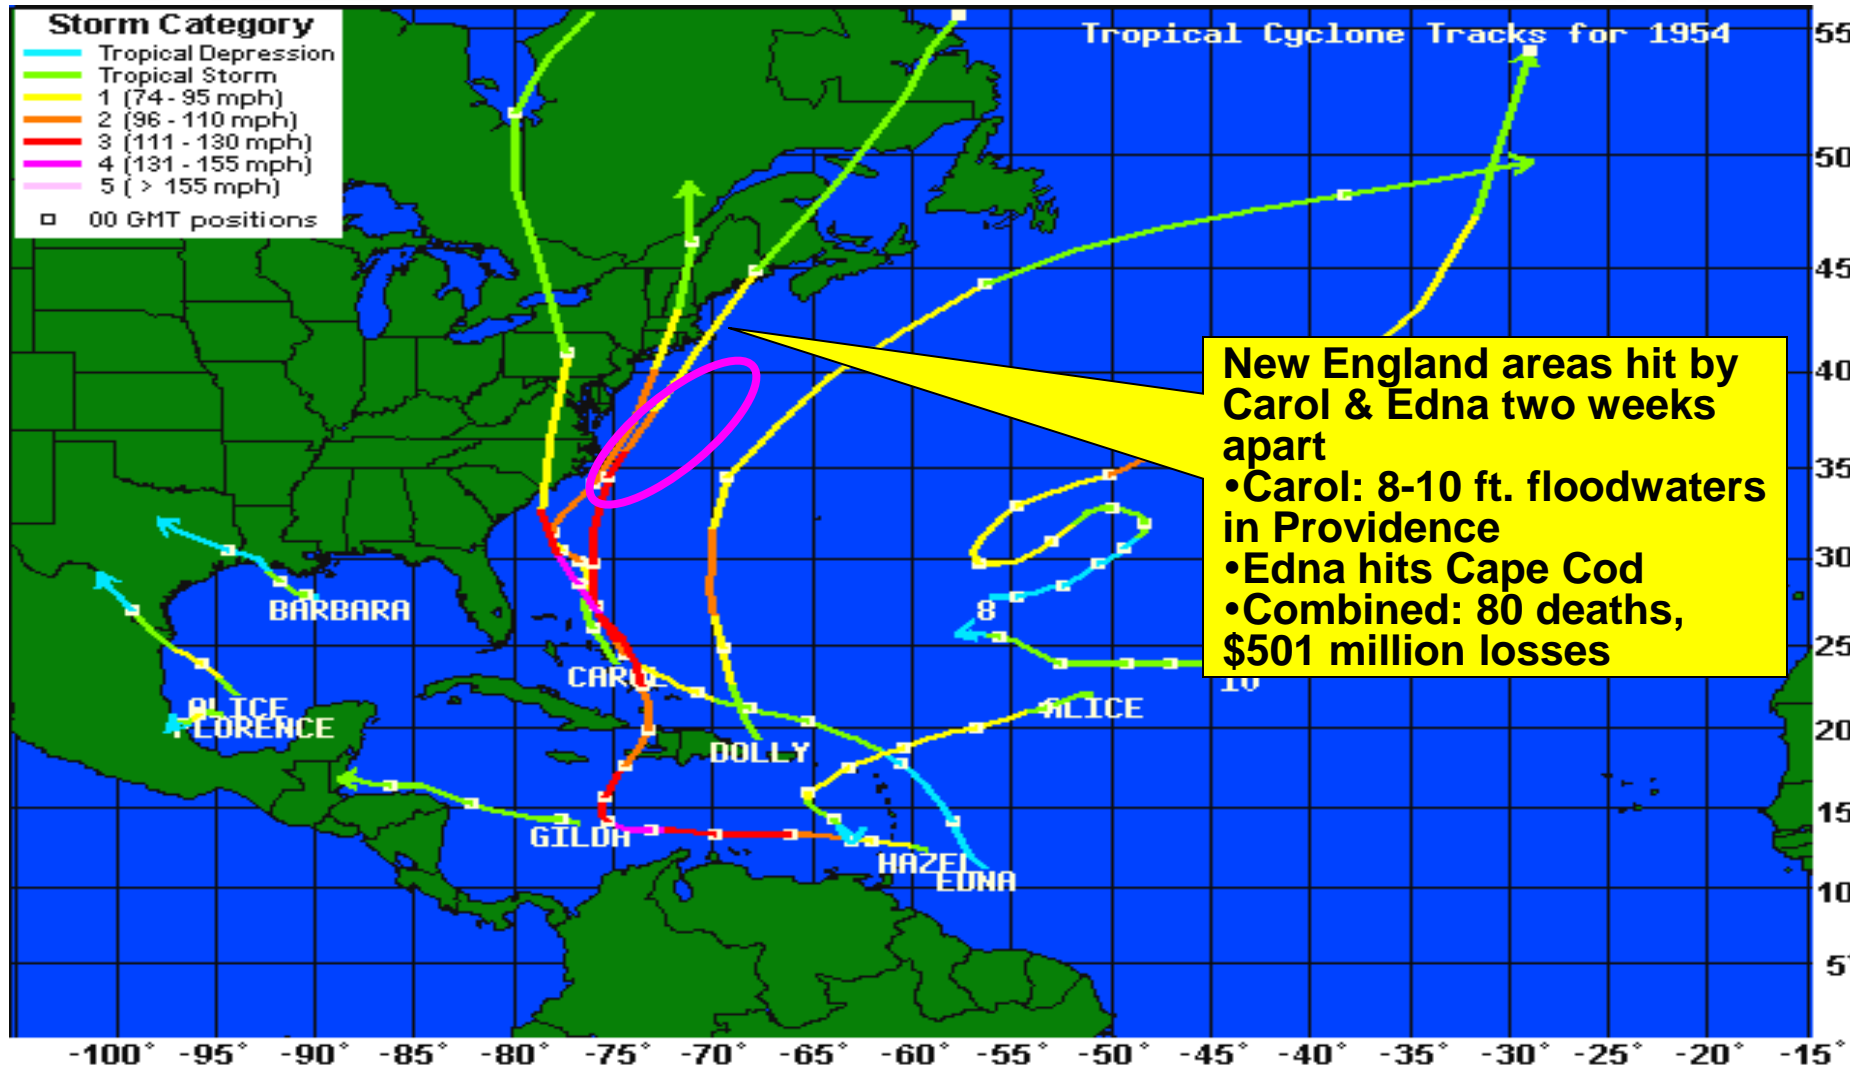 Storm Category
Tropical Depression
Tropical Storm
1 (74 - 95 mph)
2 (96 - 110 mph)
3 (111 - 130 mph)
4 (131 - 155 mph)
5 ( > 155 mph)
00 GMT positions
Tropical Cyclone Tracks for 1954
55
50
45
40
35
30
25
20
15
10
5°
New England areas hit by
Carol & Edna two weeks
apart
•Carol: 8-10 ft. floodwaters
in Providence
•Edna hits Cape Cod
•Combined: 80 deaths,
$501 million losses
BARBARA
8
CAROL
10
ALICE
FLORENCE
ALICE
DOLLY
GILDA
HAZEL
EDNA
-100° -95° -90° -85° -80° -75° -70° -65° -60° -55° -50° -45° -40° -35° -30° -25° -20° -15°